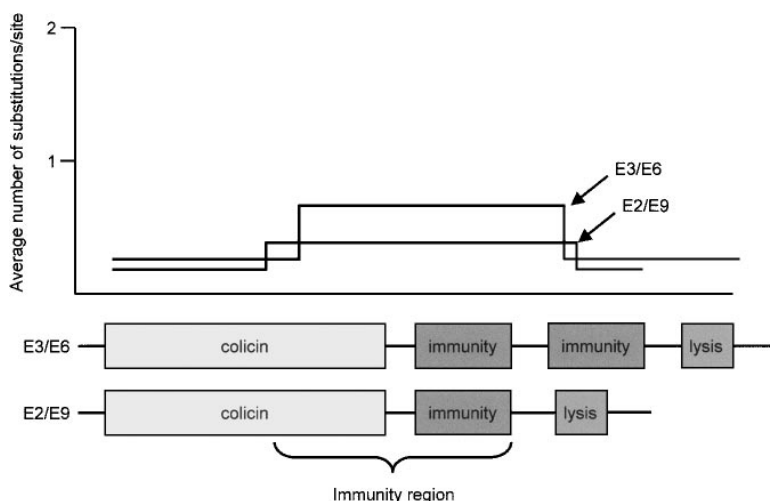 2
1
Average number of substitutions/site
E3/E6
E2/E9
E3/E6 colicin immunity immunity lysis
E2/E9 colicin immunity lysis
Immunity region